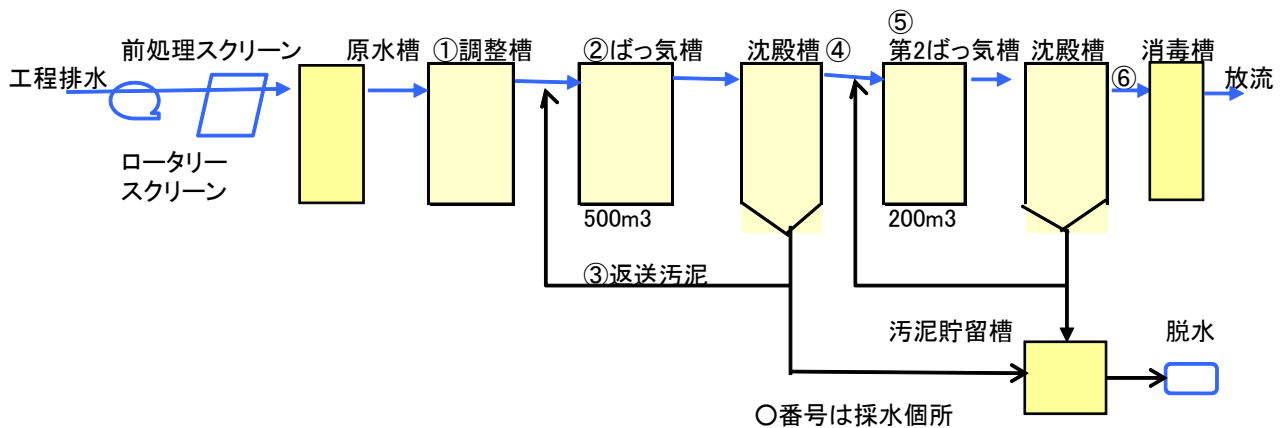 工程排水
前処理スクリーン
ロータリー
スクリーン
原水槽
①調整槽
②ばっ気槽
500m3
沈殿槽
④
⑤
第2ばっ気槽
200m3
沈殿槽
⑥
消毒槽
放流
③返送汚泥
汚泥貯留槽
脱水
〇番号は採水個所